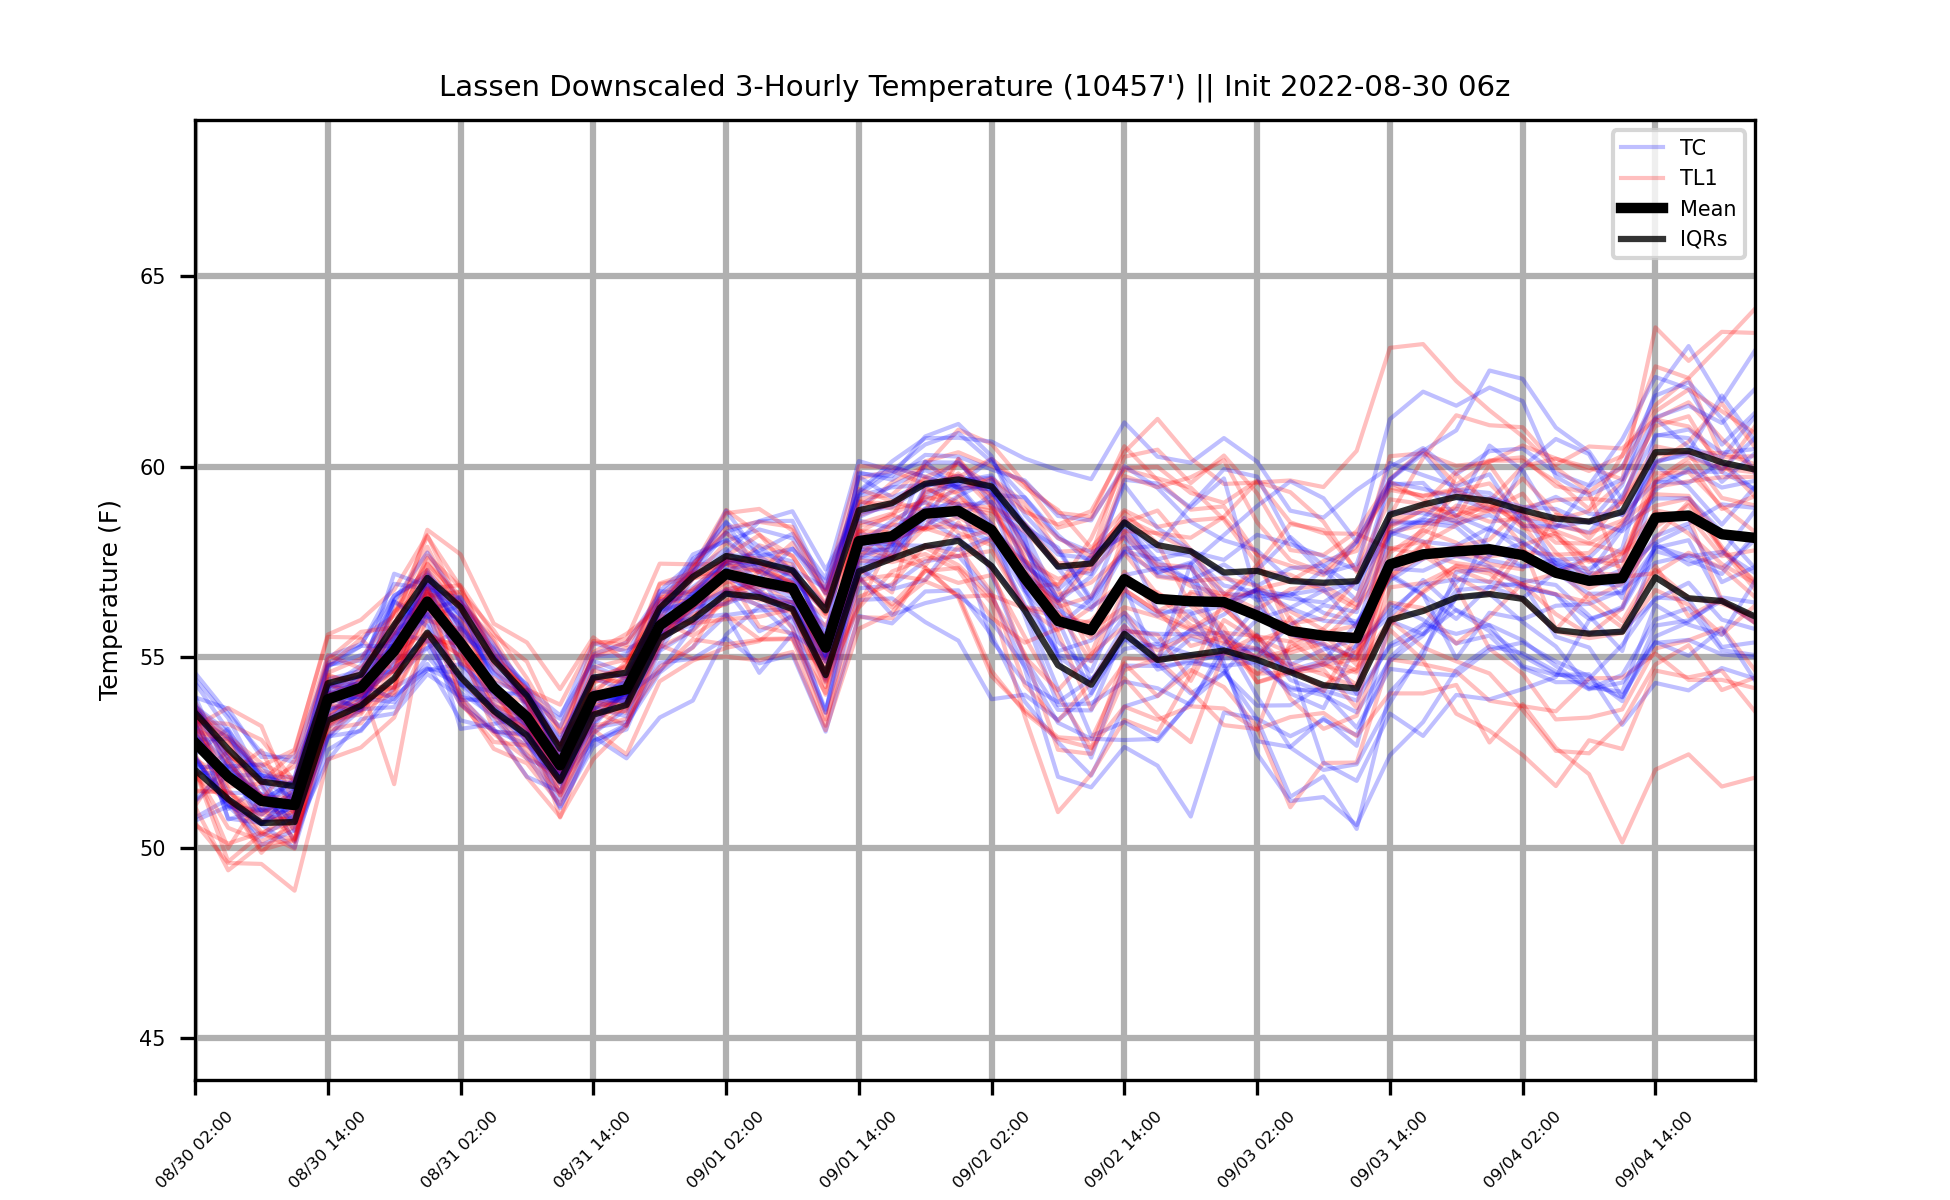 Lassen Downscaled 3-Hourly Temperature (10457') || Init 2022-08-30 06z
TC
TL1
Mean
IQRs
Temperature (F)
65
60
55
50
45
08/30 02:00
08/30 14:00
08/31 02:00
08/31 14:00
09/01 02:00
09/01 14:00
09/02 02:00
09/02 14:00
09/03 02:00
09/03 14:00
09/04 02:00
09/04 14:00